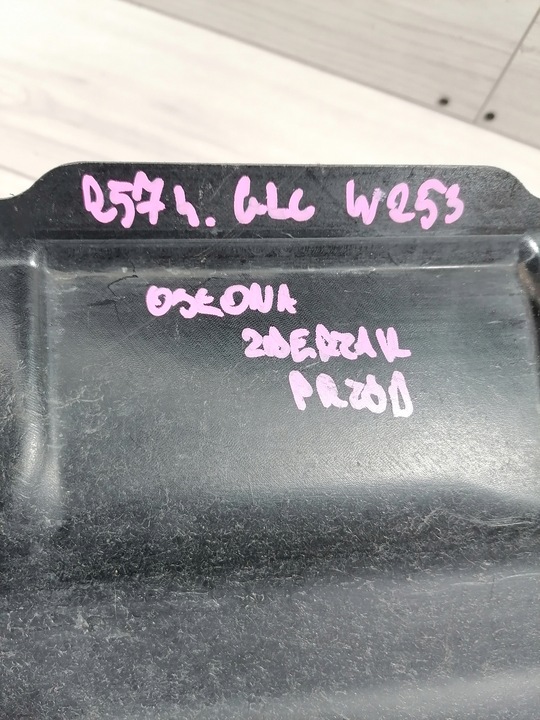 257h. GLC W253
OSŁONA
ZDERZAK
PRZÓD